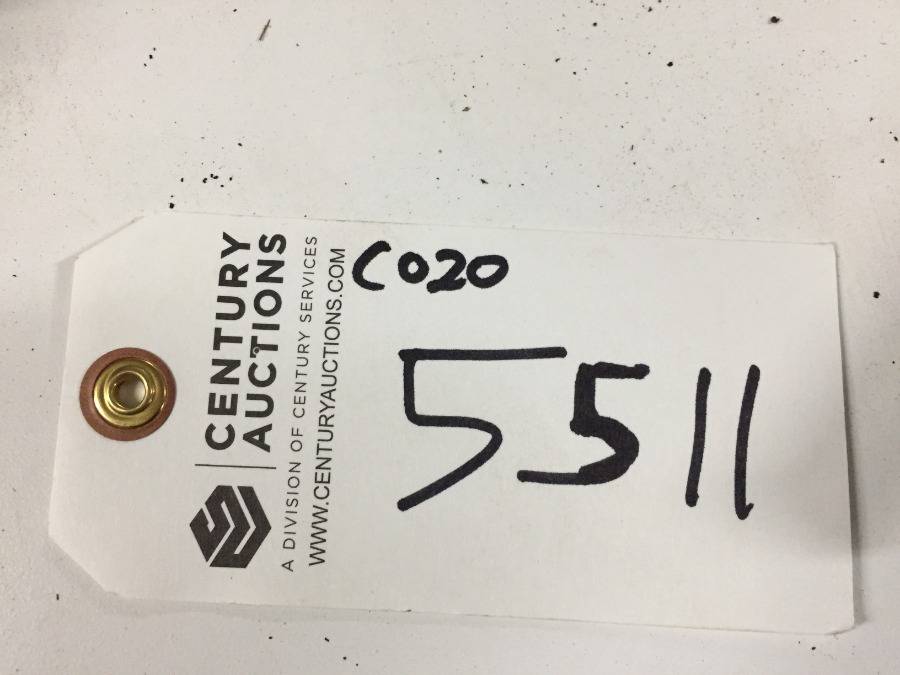 CENTURY
AUCTIONS
A DIVISION OF CENTURY SERVICES
WWW.CENTURYAUCTIONS.COM
C020
5511